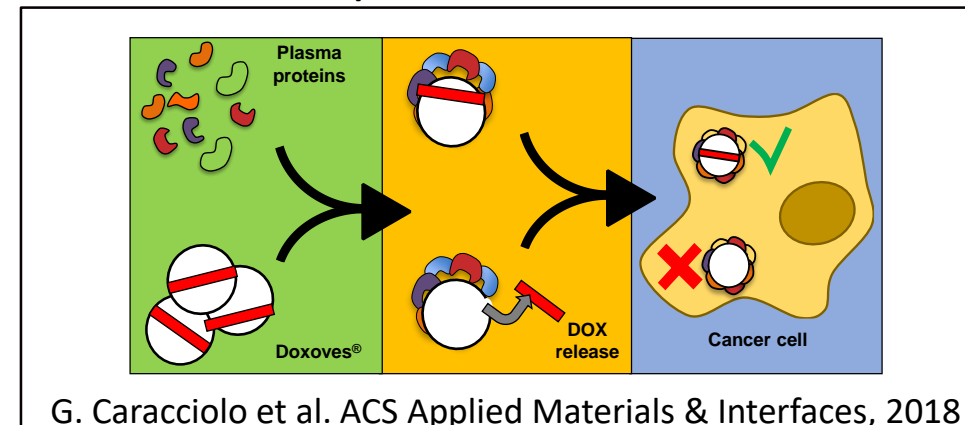 Plasma
proteins
Doxoves®
DOX
release
Cancer cell
G. Caracciolo et al. ACS Applied Materials & Interfaces, 2018